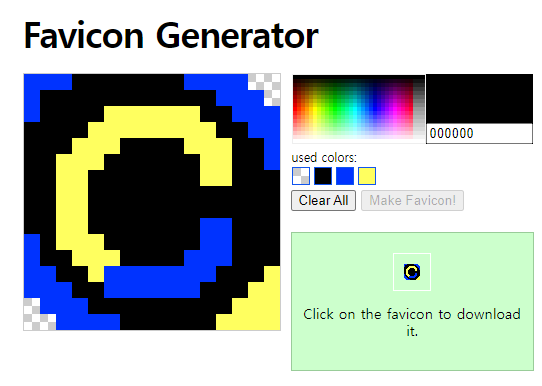 Favicon Generator
000000
used colors:
Clear All
Make Favicon!
Click on the favicon to download
it.